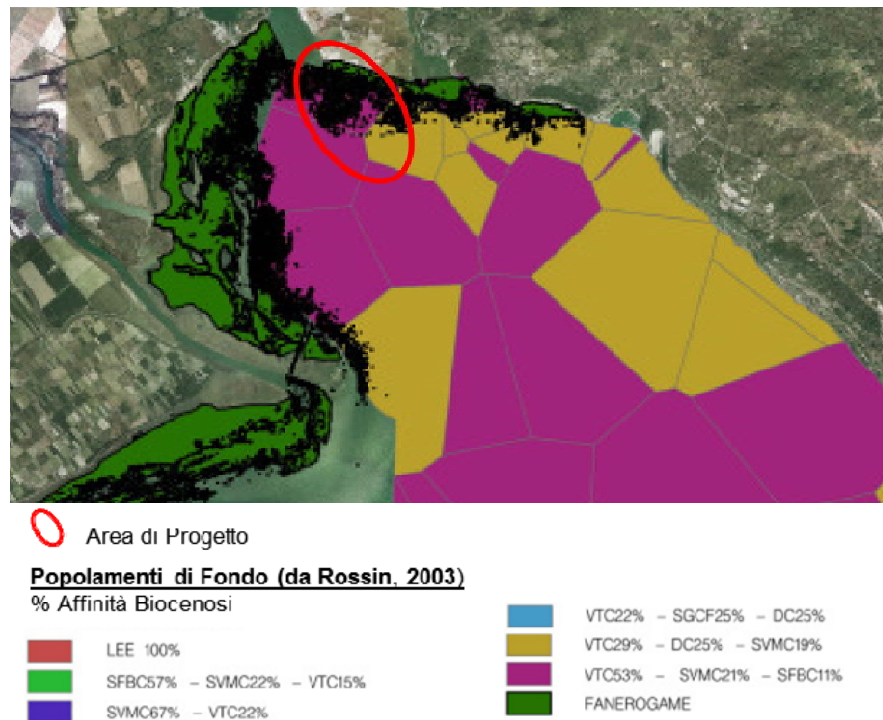 Area di Progetto
Popolamenti di Fondo (da Rossin, 2003)
% Affinità Biocenosi
LEE 100%
SFBC57% - SVMC22% - VTC15%
SVMC67% - VTC22%
VTC22% - SGCF25% - DC25%
VTC29% - DC25% - SVMC19%
VTC53% - SVMC21% - SFBC11%
FANEROGAME